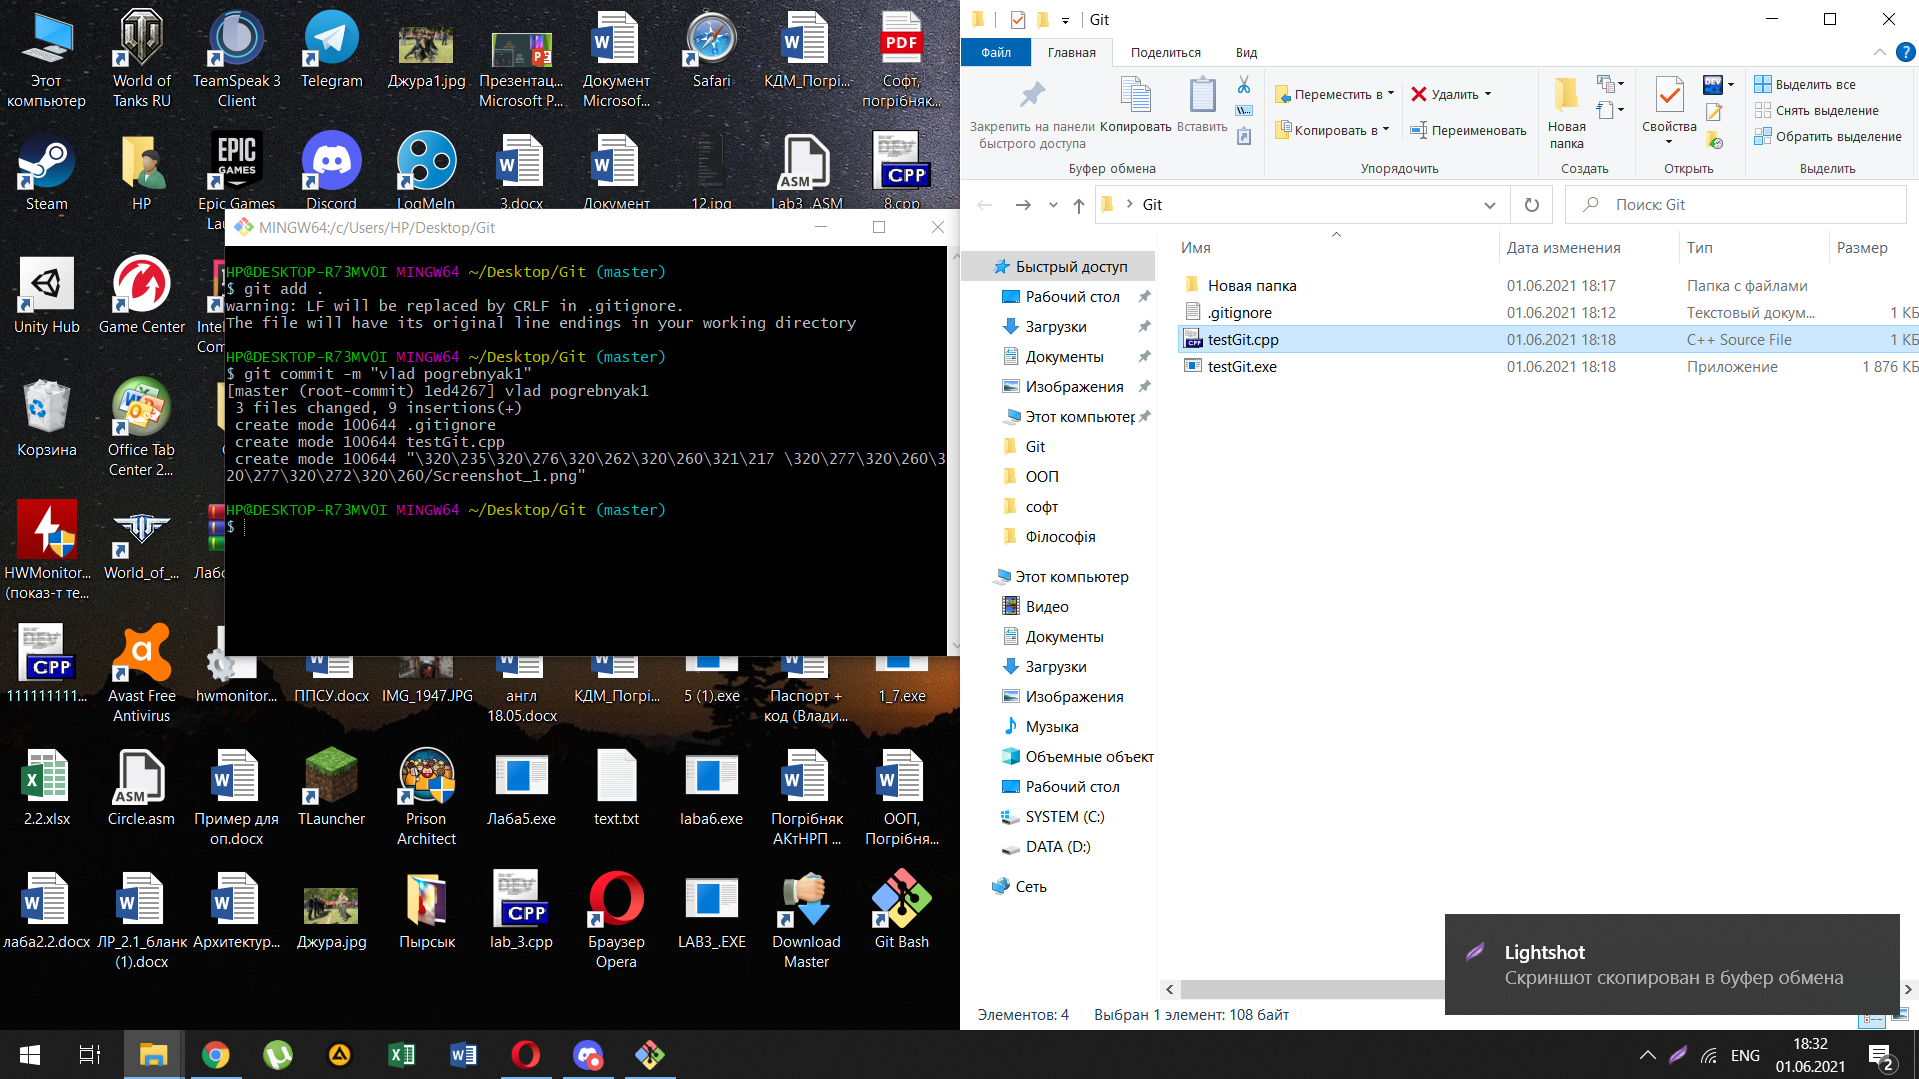 Этот компьютер
World of Tanks RU
TeamSpeak 3 Client
Telegram
Джура1.jpg
Презентац... Microsoft P...
Документ Microsof...
Safari
КДМ_Погрі...
PDF
Софт, погрібняк...
Steam
HP
EPIC GAMES
Epic Games
Discord
LogMeIn
3.docx
Документ
12.jpg
ASM
Lab3_.ASM
CPP
8.cpp
MINGW64:/c/Users/HP/Desktop/Git
HP@DESKTOP-R73MV0I MINGW64 ~/Desktop/Git (master)
$ git add .
warning: LF will be replaced by CRLF in .gitignore.
The file will have its original line endings in your working directory
HP@DESKTOP-R73MV0I MINGW64 ~/Desktop/Git (master)
$ git commit -m "vlad pogrebnyak1"
[master (root-commit) 1ed4267] vlad pogrebnyak1
3 files changed, 9 insertions(+)
create mode 100644 .gitignore
create mode 100644 testGit.cpp
create mode 100644 "\320\235\320\276\320\262\320\260\321\217 \320\277\320\260\3
20\277\320\272\320\260/Screenshot_1.png"
HP@DESKTOP-R73MV0I MINGW64 ~/Desktop/Git (master)
$
Unity Hub
Game Center
Корзина
Office Tab Center 2...
HWMonitor... (показ-т те...
World_of_...
CPP
111111111...
Avast Free Antivirus
hwmonitor...
ППСУ.docx
IMG_1947.JPG
англ 18.05.docx
КДМ_Погрі...
5 (1).exe
Паспорт + код (Влади...
1_7.exe
2.2.xlsx
ASM
Circle.asm
Пример для оп.docx
TLauncher
Prison Architect
Лаба5.exe
text.txt
laba6.exe
Погрібняк АКтНРП ...
ООП, Погрібня...
лаба2.2.docx
ЛР_2.1_бланк (1).docx
Архитектур...
Джура.jpg
Пырсык
CPP
lab_3.cpp
Браузер Opera
LAB3_.EXE
Download Master
Git Bash
Git
Файл
Главная
Поделиться
Вид
Закрепить на панели быстрого доступа
Копировать
Вставить
Буфер обмена
Переместить в
Копировать в
Удалить
Переименовать
Упорядочить
Новая папка
Создать
Свойства
Открыть
Выделить все
Снять выделение
Обратить выделение
Выделить
Git
Поиск: Git
Имя
Дата изменения
Тип
Размер
Новая папка 01.06.2021 18:17 Папка с файлами
.gitignore 01.06.2021 18:12 Текстовый докум... 1 КБ
testGit.cpp 01.06.2021 18:18 C++ Source File 1 КБ
testGit.exe 01.06.2021 18:18 Приложение 1 876 КБ
Быстрый доступ
Рабочий стол
Загрузки
Документы
Изображения
Этот компьютер
Git
ООП
софт
Філософія
Этот компьютер
Видео
Документы
Загрузки
Изображения
Музыка
Объемные объект
Рабочий стол
SYSTEM (C:)
DATA (D:)
Сеть
Lightshot
Скриншот скопирован в буфер обмена
Элементов: 4
Выбран 1 элемент: 108 байт
ENG
18:32
01.06.2021
2